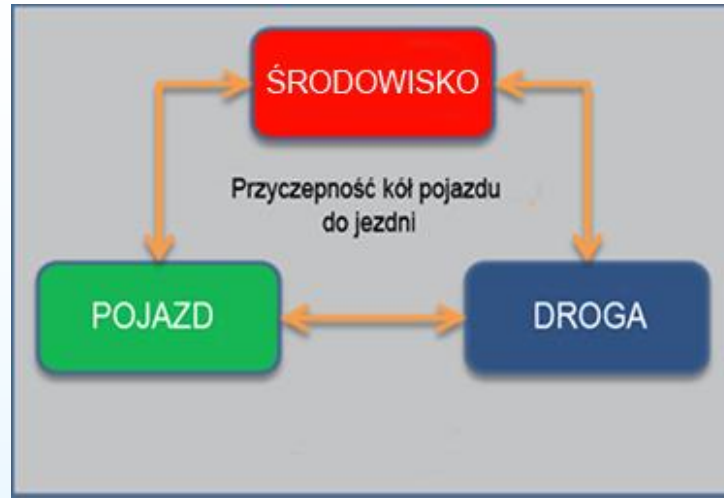 ŚRODOWISKO
Przyczepność kół pojazdu
do jezdni
POJAZD
DROGA